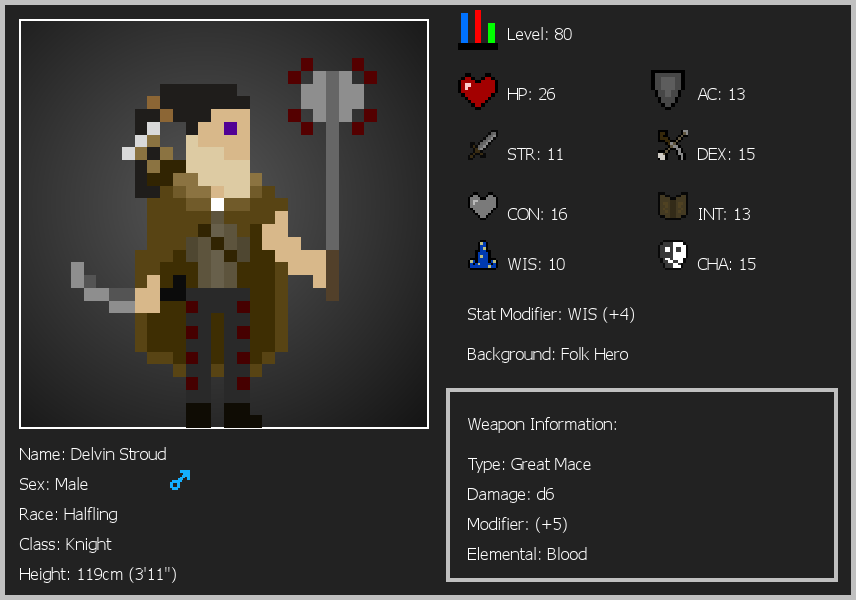 Level: 80
HP: 26
AC: 13
STR: 11
DEX: 15
CON: 16
INT: 13
WIS: 10
CHA: 15
Stat Modifier: WIS (+4)
Background: Folk Hero
Weapon Information:
Type: Great Mace
Damage: d6
Modifier: (+5)
Elemental: Blood
Name: Delvin Stroud
Sex: Male
Race: Halfling
Class: Knight
Height: 119cm (3'11")